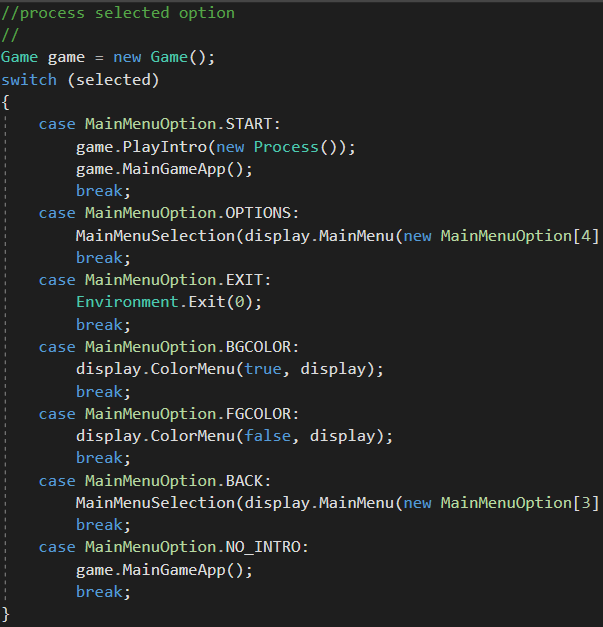 //process selected option
//
Game game = new Game();
switch (selected)
{
    case MainMenuOption.START:
        game.PlayIntro(new Process());
        game.MainGameApp();
        break;
    case MainMenuOption.OPTIONS:
        MainMenuSelection(display.MainMenu(new MainMenuOption[4]
        break;
    case MainMenuOption.EXIT:
        Environment.Exit(0);
        break;
    case MainMenuOption.BGCOLOR:
        display.ColorMenu(true, display);
        break;
    case MainMenuOption.FGCOLOR:
        display.ColorMenu(false, display);
        break;
    case MainMenuOption.BACK:
        MainMenuSelection(display.MainMenu(new MainMenuOption[3]
        break;
    case MainMenuOption.NO_INTRO:
        game.MainGameApp();
        break;
}